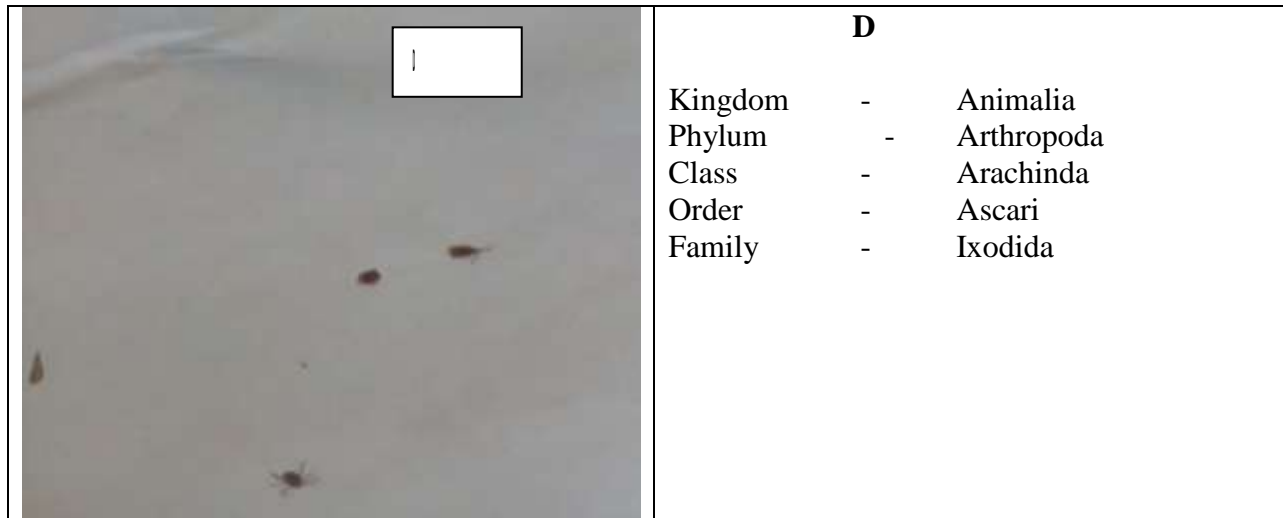 D
Kingdom - Animalia
Phylum - Arthropoda
Class - Arachinda
Order - Ascari
Family - Ixodida